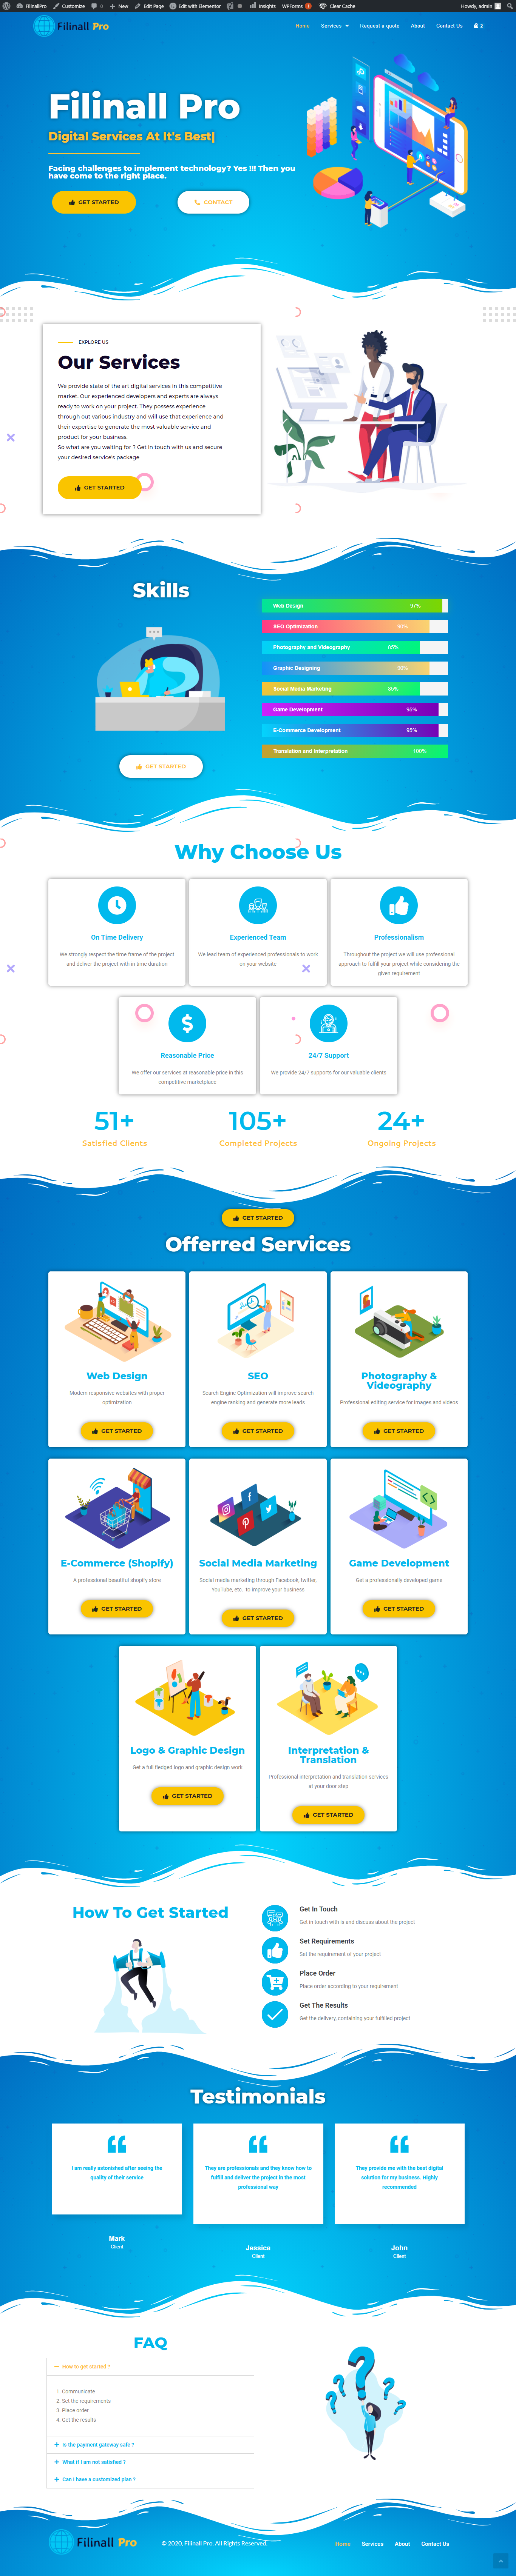 FilinallPro Customize 0 New Edit Page Edit with Elementor Insights WPForms 1 Clear Cache Howdy, admin
Filinall Pro
Home Services Request a quote About Contact Us 2
Filinall Pro
Digital Services At It's Best|
Facing challenges to implement technology? Yes !!! Then you
have come to the right place.
GET STARTED
CONTACT
EXPLORE US
Our Services
We provide state of the art digital services in this competitive
market. Our experienced developers and experts are always
ready to work on your project. They possess experience
through out various industry and will use that experience and
their expertise to generate the most valuable service and
product for your business.
So what are you waiting for ? Get in touch with us and secure
your desired service's package
GET STARTED
Skills
GET STARTED
Web Design 97%
SEO Optimization 90%
Photography and Videography 85%
Graphic Designing 90%
Social Media Marketing 85%
Game Development 95%
E-Commerce Development 95%
Translation and Interpretation 100%
Why Choose Us
On Time Delivery
We strongly respect the time frame of the project
and deliver the project with in time duration
Experienced Team
We lead team of experienced professionals to work
on your website
Professionalism
Throughout the project we will use professional
approach to fulfill your project while considering the
given requirement
Reasonable Price
We offer our services at reasonable price in this
competitive marketplace
24/7 Support
We provide 24/7 supports for our valuable clients
51+
Satisfied Clients
105+
Completed Projects
24+
Ongoing Projects
GET STARTED
Offerred Services
Web Design
Modern responsive websites with proper
optimization
GET STARTED
SEO
Search Engine Optimization will improve search
engine ranking and generate more leads
GET STARTED
Photography &
Videography
Professional editing service for images and videos
GET STARTED
E-Commerce (Shopify)
A professional beautiful shopify store
GET STARTED
Social Media Marketing
Social media marketing through Facebook, twitter,
YouTube, etc. to improve your business
GET STARTED
Game Development
Get a professionally developed game
GET STARTED
Logo & Graphic Design
Get a full fledged logo and graphic design work
GET STARTED
Interpretation &
Translation
Professional interpretation and translation services
at your door step
GET STARTED
How To Get Started
Get In Touch
Get in touch with is and discuss about the project
Set Requirements
Set the requirement of your project
Place Order
Place order according to your requirement
Get The Results
Get the delivery, containing your fulfilled project
Testimonials
I am really astonished after seeing the
quality of their service
Mark
Client
They are professionals and they know how to
fulfill and deliver the project in the most
professional way
Jessica
Client
They provide me with the best digital
solution for my business. Highly
recommended
John
Client
FAQ
How to get started ?
1. Communicate
2. Set the requirements
3. Place order
4. Get the results
Is the payment gateway safe ?
What if I am not satisfied ?
Can I have a customized plan ?
Filinall Pro
© 2020, Filinall Pro. All Rights Reserved.
Home Services About Contact Us